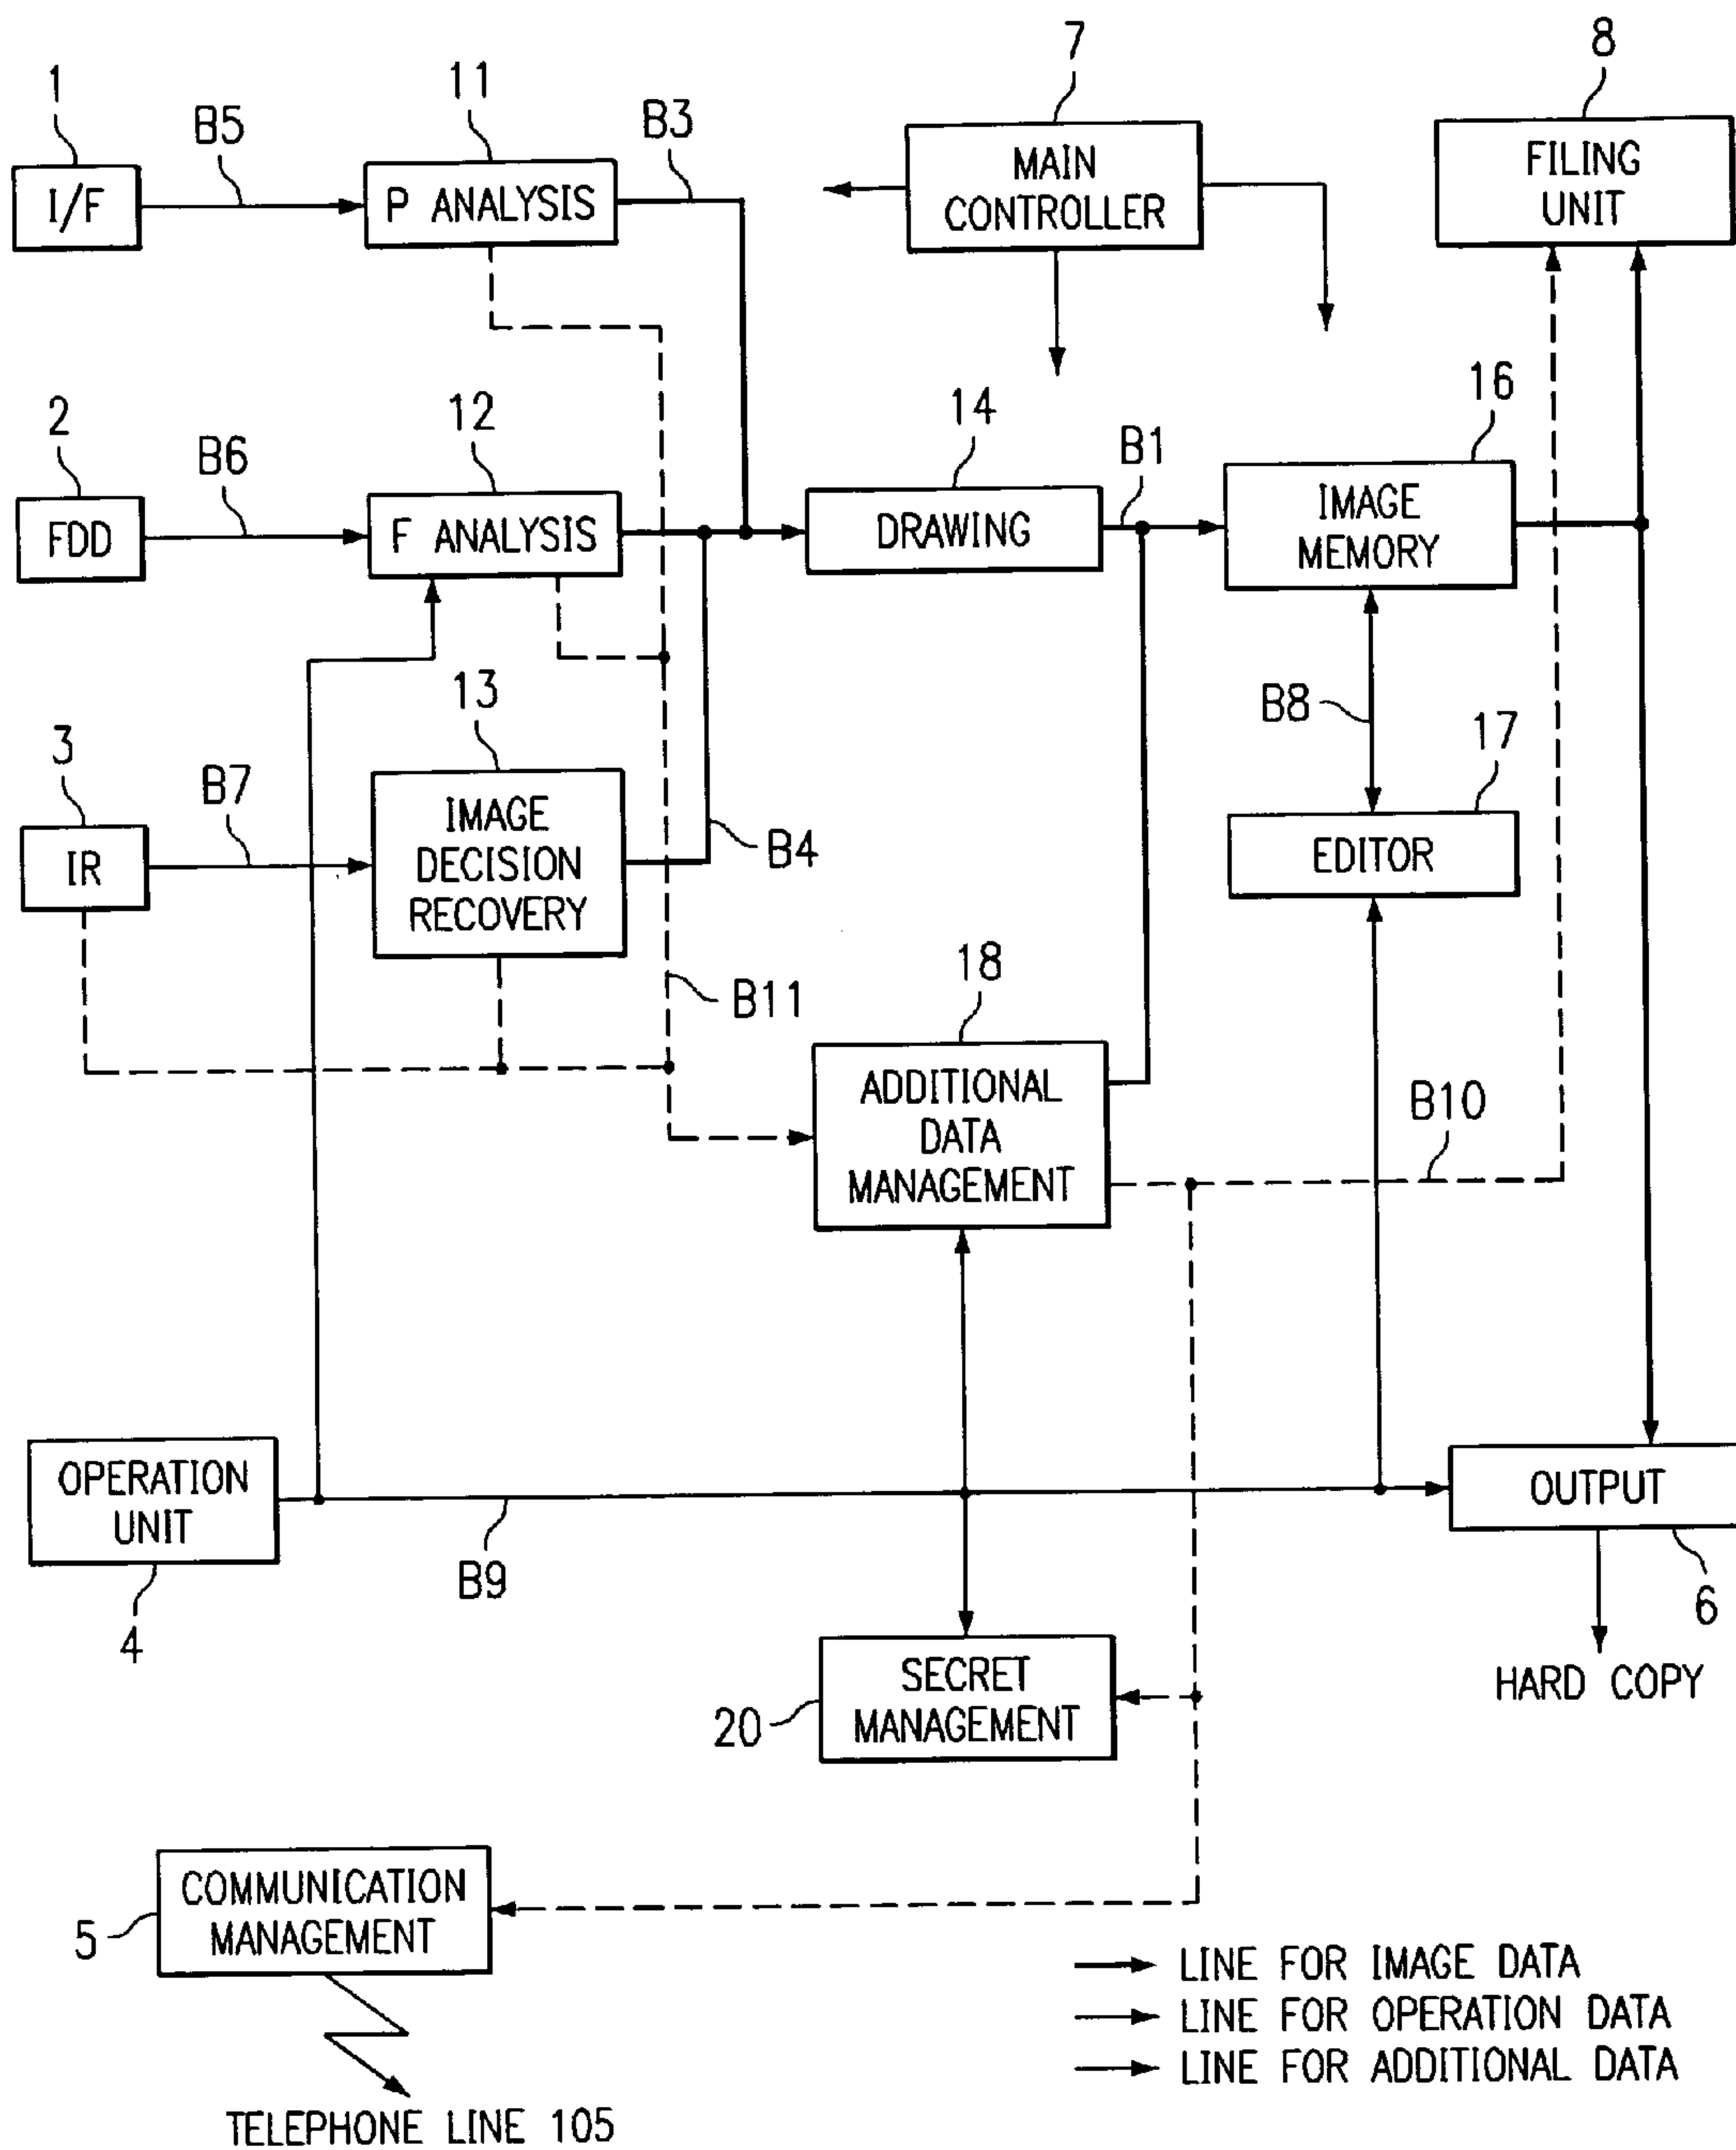 7
8
1
11
B5
B3
I/F
P ANALYSIS
MAIN
CONTROLLER
FILING
UNIT
2
12
14
16
B6
B1
FDD
F ANALYSIS
DRAWING
IMAGE
MEMORY
3
13
B8
17
B7
IR
IMAGE
DECISION
RECOVERY
B4
EDITOR
18
B11
ADDITIONAL
DATA
MANAGEMENT
B10
OPERATION
UNIT
4
B9
OUTPUT
6
SECRET
MANAGEMENT
20
HARD COPY
COMMUNICATION
MANAGEMENT
5
LINE FOR IMAGE DATA
LINE FOR OPERATION DATA
LINE FOR ADDITIONAL DATA
TELEPHONE LINE 105